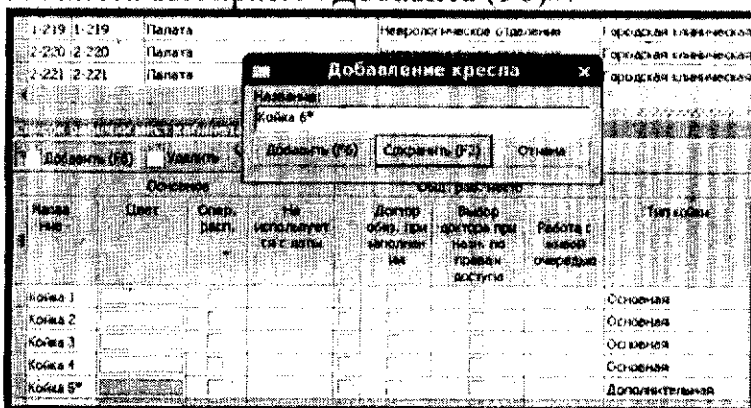 1-219 1-219 Палата Неврологическое отделение Городская клиническая
2-220 2-220 Палата Городская клиническая
2-221 2-221 Палата Городская клиническая
Добавление кресла
Название:
Койка 6*
Добавить (F6) Сохранить (F2) Отмена
Добавить (F6) Удалить
Основное
Назва
ние
Цвет
Опер.
расп.
Не
использует
ся с даты
Доктор
обяз. при
заполнен
ии
Выбор
доктора при
назн. по
правам
доступа
Работа с
живой
очередью
Тип койки
Койка 1 Основная
Койка 2 Основная
Койка 3 Основная
Койка 4 Основная
Койка 5* Дополнительная